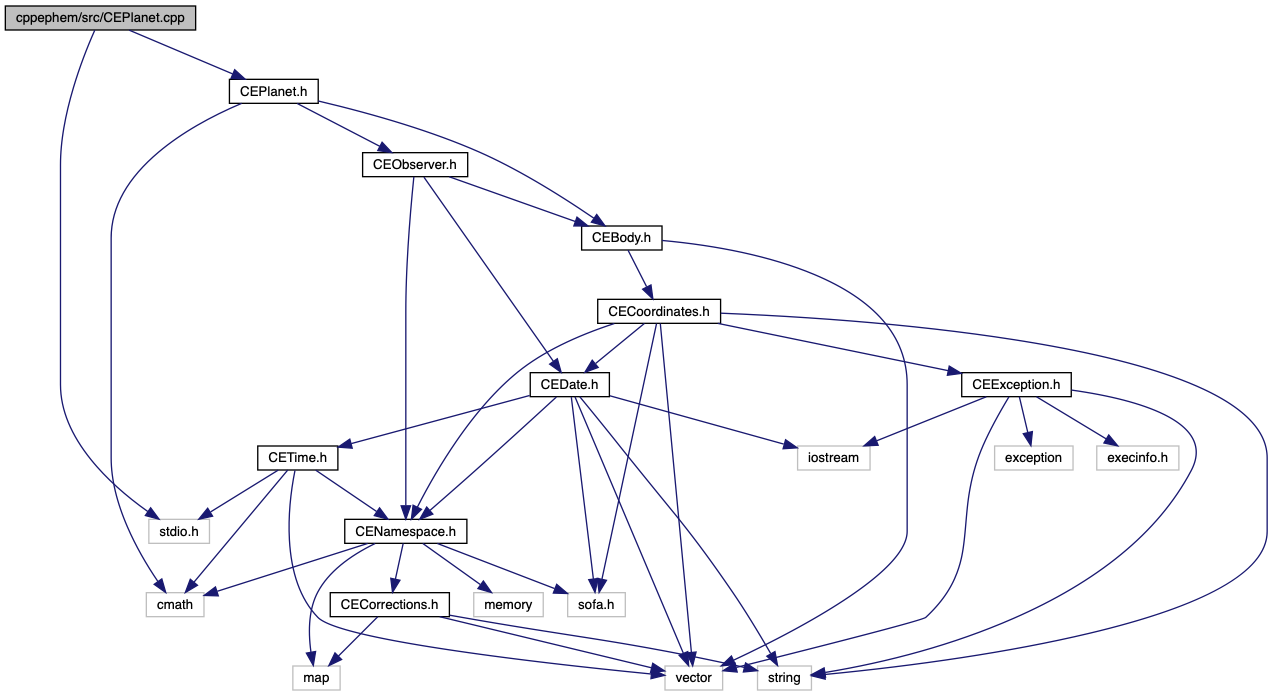 cppephem/src/CEPlanet.cpp
CEPlanet.h
CEObserver.h
CEBody.h
CECoordinates.h
CEDate.h
CEException.h
CETime.h
iostream
exception
execinfo.h
stdio.h
CENamespace.h
cmath
CECorrections.h
memory
sofa.h
map
vector
string